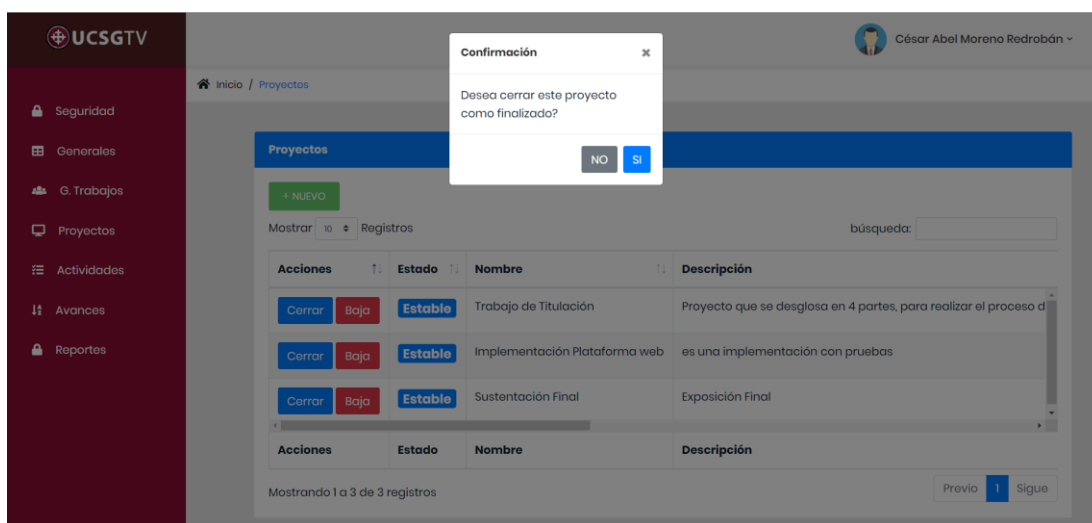 UCSGTV
César Abel Moreno Redrobán
Confirmación
Desea cerrar este proyecto
como finalizado?
NO SI
Inicio / Proyectos
Seguridad
Generales
G. Trabajos
Proyectos
Actividades
Avances
Reportes
Proyectos
+ NUEVO
Mostrar 10 Registros
búsqueda:
Acciones Estado Nombre Descripción
Cerrar Baja Estable Trabajo de Titulación Proyecto que se desglosa en 4 partes, para realizar el proceso d
Cerrar Baja Estable Implementación Plataforma web es una implementación con pruebas
Cerrar Baja Estable Sustentación Final Exposición Final
Acciones Estado Nombre Descripción
Mostrando 1 a 3 de 3 registros
Previo 1 Sigue